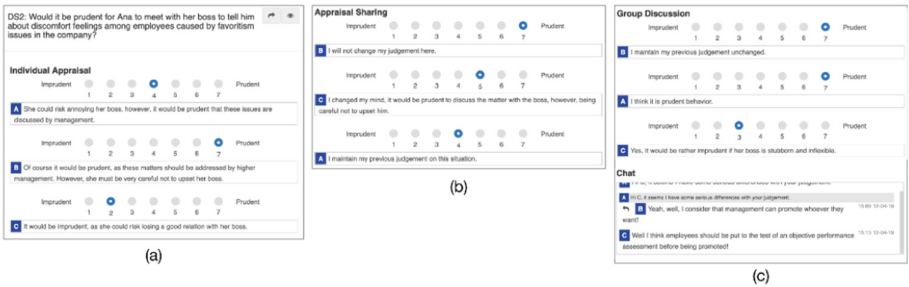 DS2: Would it be prudent for Ana to meet with her boss to tell him
about discomfort feelings among employees caused by favoritism
issues in the company?
Individual Appraisal
Imprudent Prudent
1 2 3 4 5 6 7
A She could risk annoying her boss, however, it would be prudent that these issues are
discussed by management.
Imprudent Prudent
1 2 3 4 5 6 7
B Of course it would be prudent, as these matters should be addressed by higher
management. However, she must be very careful not to upset her boss.
Imprudent Prudent
1 2 3 4 5 6 7
C It would be imprudent, as she could risk losing a good relation with her boss.
(a)
Appraisal Sharing
Imprudent Prudent
1 2 3 4 5 6 7
B I will not change my judgement here.
Imprudent Prudent
1 2 3 4 5 6 7
C I changed my mind, it would be prudent to discuss the matter with the boss, however, being
careful not to upset him.
Imprudent Prudent
1 2 3 4 5 6 7
A I maintain my previous judgement on this situation.
(b)
Group Discussion
Imprudent Prudent
1 2 3 4 5 6 7
B I maintain my previous judgement unchanged.
Imprudent Prudent
1 2 3 4 5 6 7
A I think it is prudent behavior.
Imprudent Prudent
1 2 3 4 5 6 7
C Yes, it would be rather imprudent if her boss is stubborn and inflexible.
Chat
A Hi C, it seems I have some serious differences with your judgement.
B Yeah, well, I consider that management can promote whoever they
want!
C Well I think employees should be put to the test of an objective performance
assessment before being promoted!
(c)